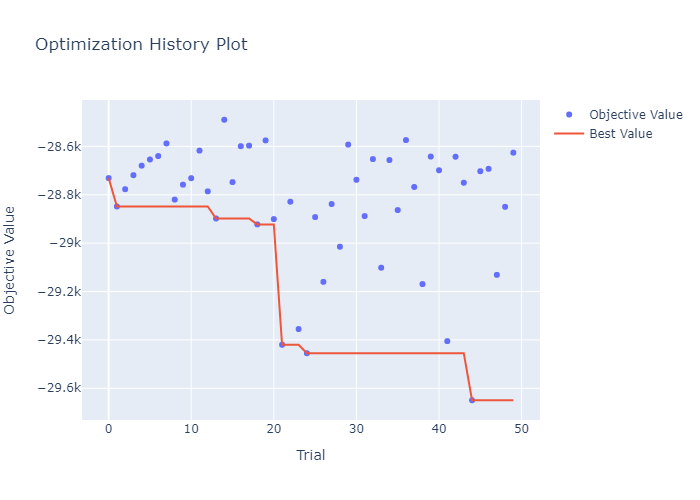 Optimization History Plot
Objective Value
Best Value
−28.6k
−28.8k
−29k
−29.2k
−29.4k
−29.6k
Objective Value
0
10
20
30
40
50
Trial